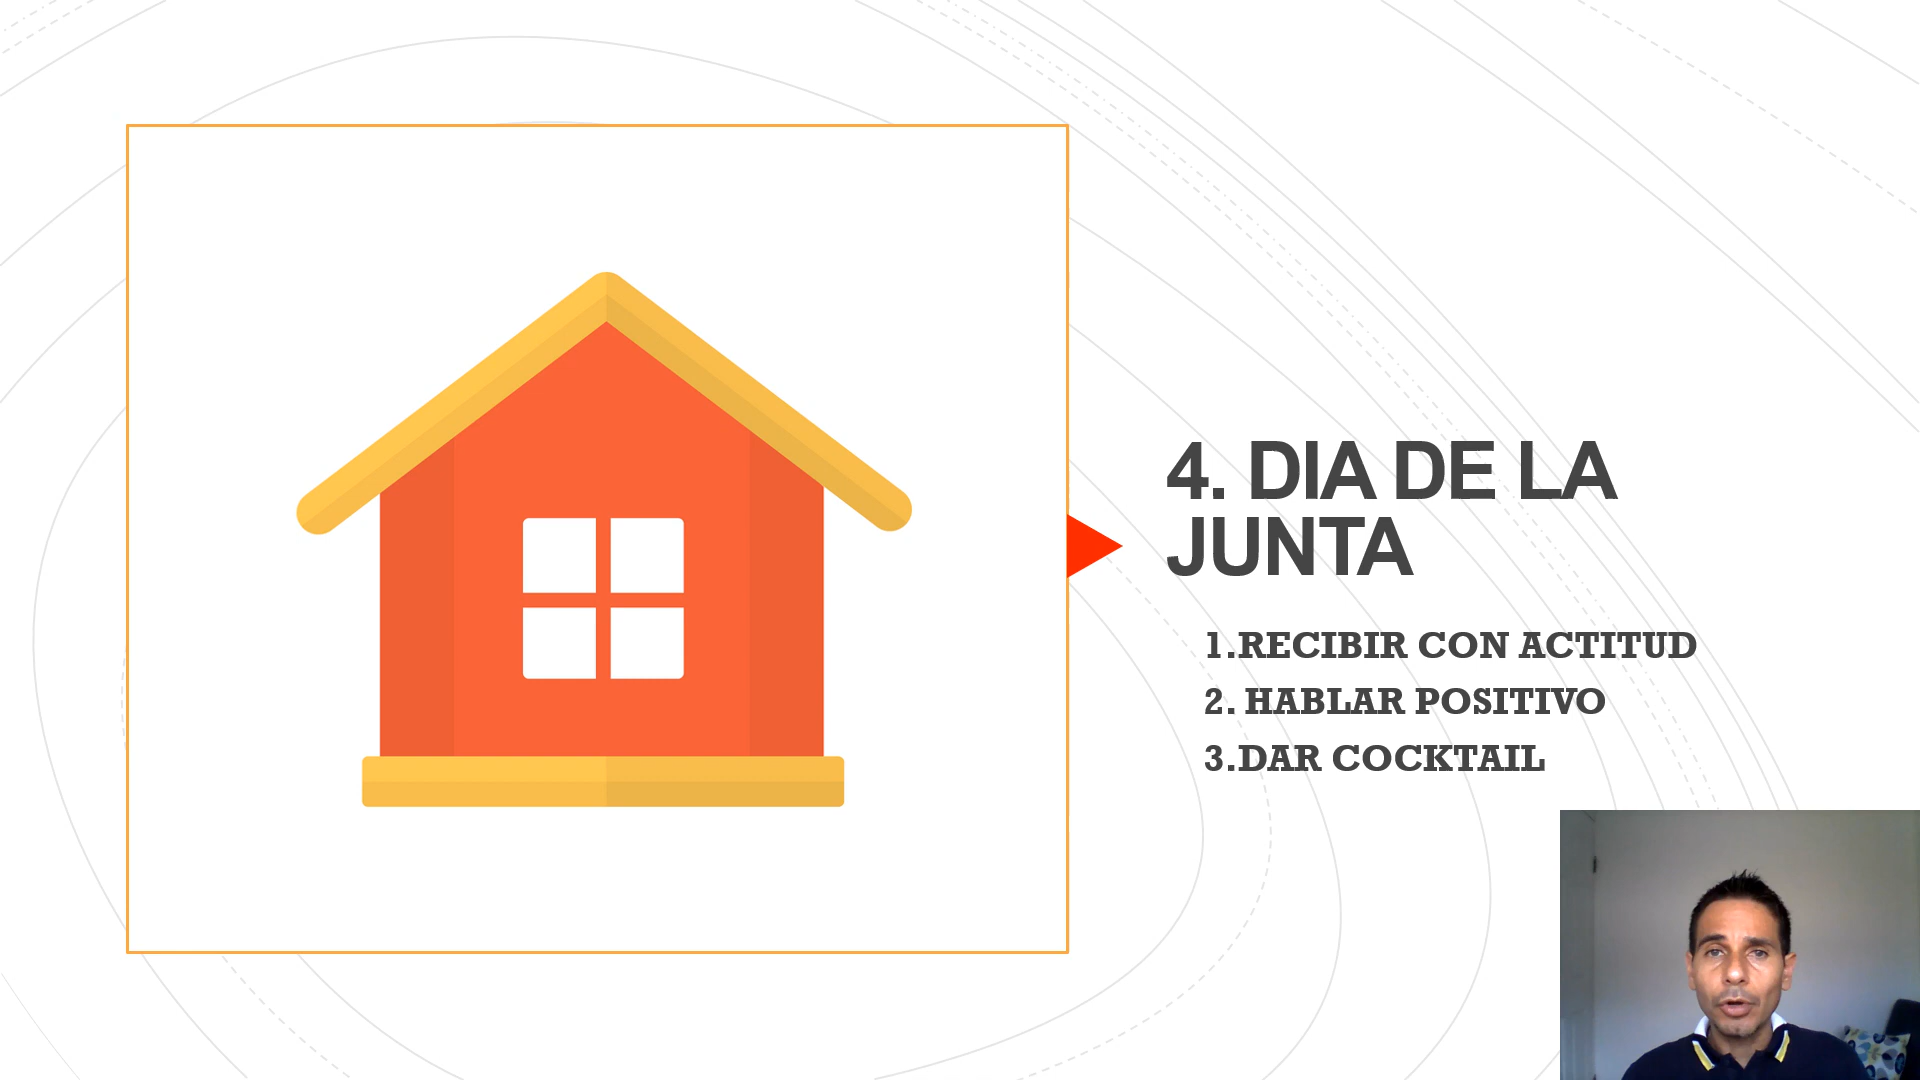 4. DIA DE LA
JUNTA
1.RECIBIR CON ACTITUD
2. HABLAR POSITIVO
3.DAR COCKTAIL